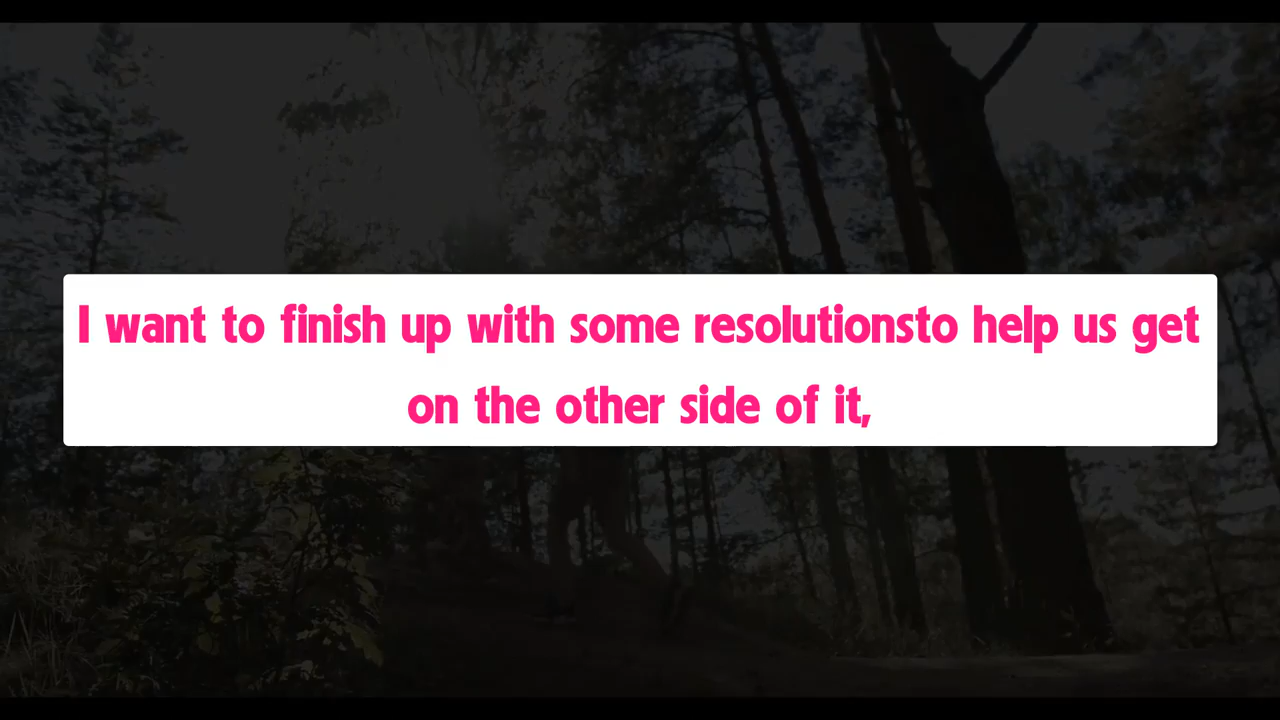 I want to finish up with some resolutionsto help us get
on the other side of it,